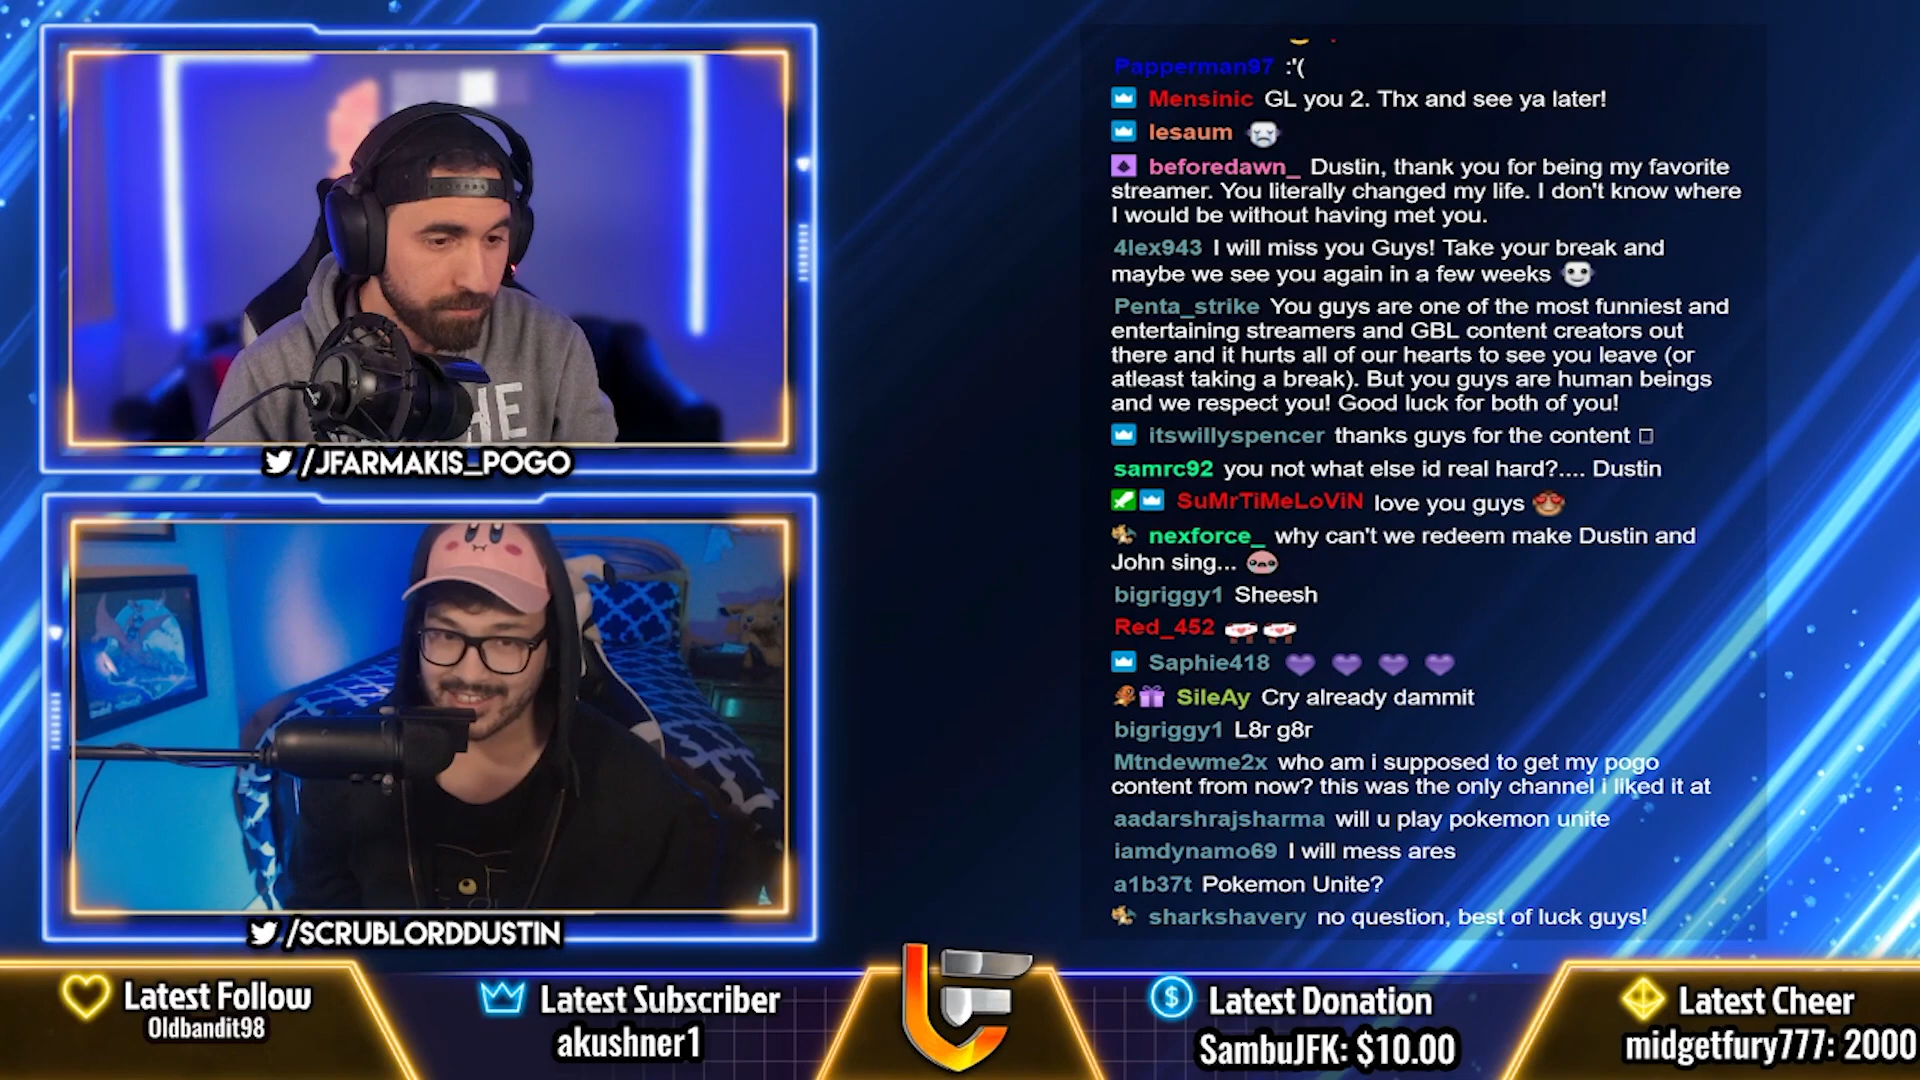 /JFARMAKIS_POGO
/SCRUBLORDDUSTIN
HE
Papperman97 :'(
Mensinic GL you 2. Thx and see ya later!
lesaum
beforedawn_ Dustin, thank you for being my favorite
streamer. You literally changed my life. I don't know where
I would be without having met you.
4lex943 I will miss you Guys! Take your break and
maybe we see you again in a few weeks
Penta_strike You guys are one of the most funniest and
entertaining streamers and GBL content creators out
there and it hurts all of our hearts to see you leave (or
atleast taking a break). But you guys are human beings
and we respect you! Good luck for both of you!
itswillyspencer thanks guys for the content
samrc92 you not what else id real hard?.... Dustin
SuMrTiMeLoViN love you guys
nexforce_ why can't we redeem make Dustin and
John sing...
bigriggy1 Sheesh
Red_452
Saphie418
SileAy Cry already dammit
bigriggy1 L8r g8r
Mtndewme2x who am i supposed to get my pogo
content from now? this was the only channel i liked it at
aadarshrajsharma will u play pokemon unite
iamdynamo69 I will mess ares
a1b37t Pokemon Unite?
sharkshavery no question, best of luck guys!
Latest Follow
Oldbandit98
Latest Subscriber
akushner1
Latest Donation
SambuJFK: $10.00
Latest Cheer
midgetfury777: 2000